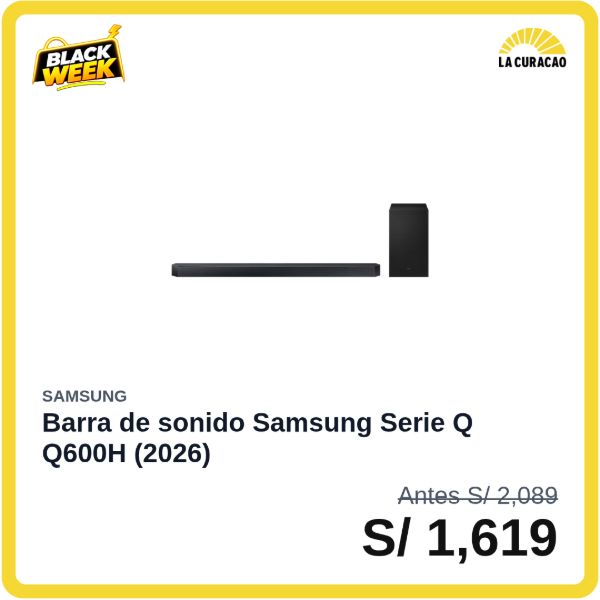 BLACK
WEEK
LA CURACAO
SAMSUNG
Barra de sonido Samsung Serie Q
Q600H (2026)
Antes S/ 2,089
S/ 1,619